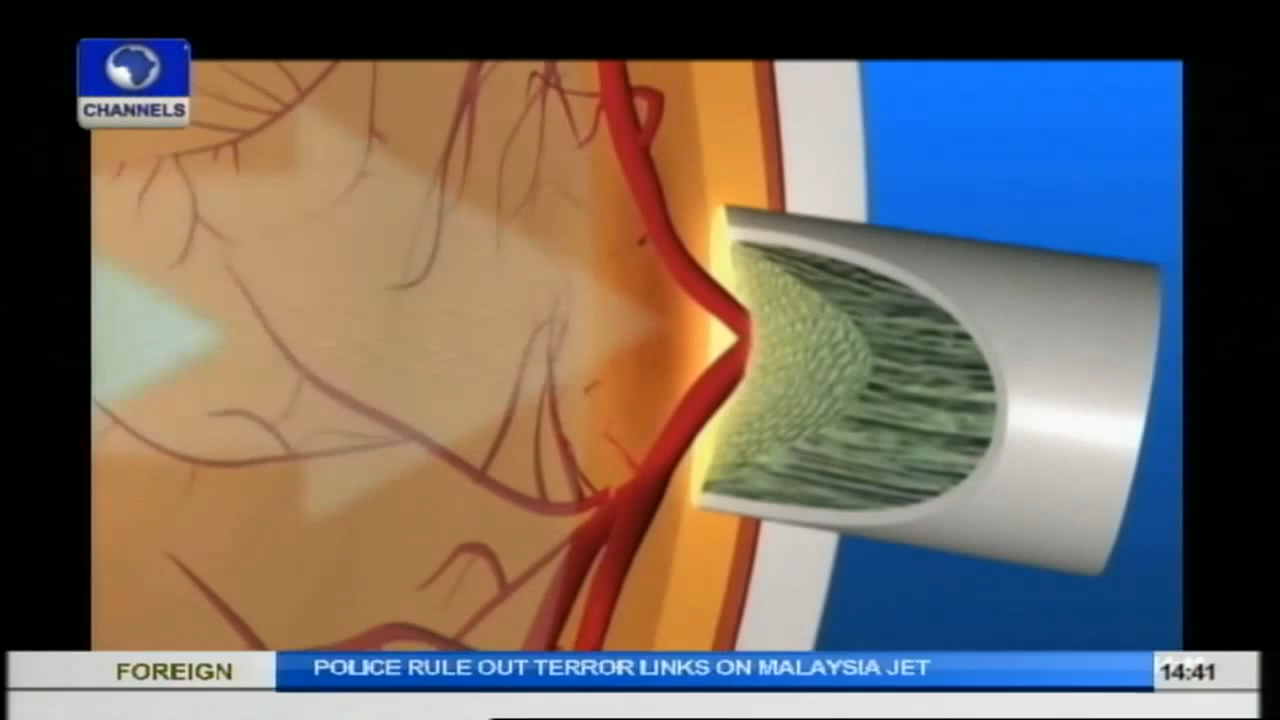 CHANNELS
FOREIGN
POLICE RULE OUT TERROR LINKS ON MALAYSIA JET
14:41